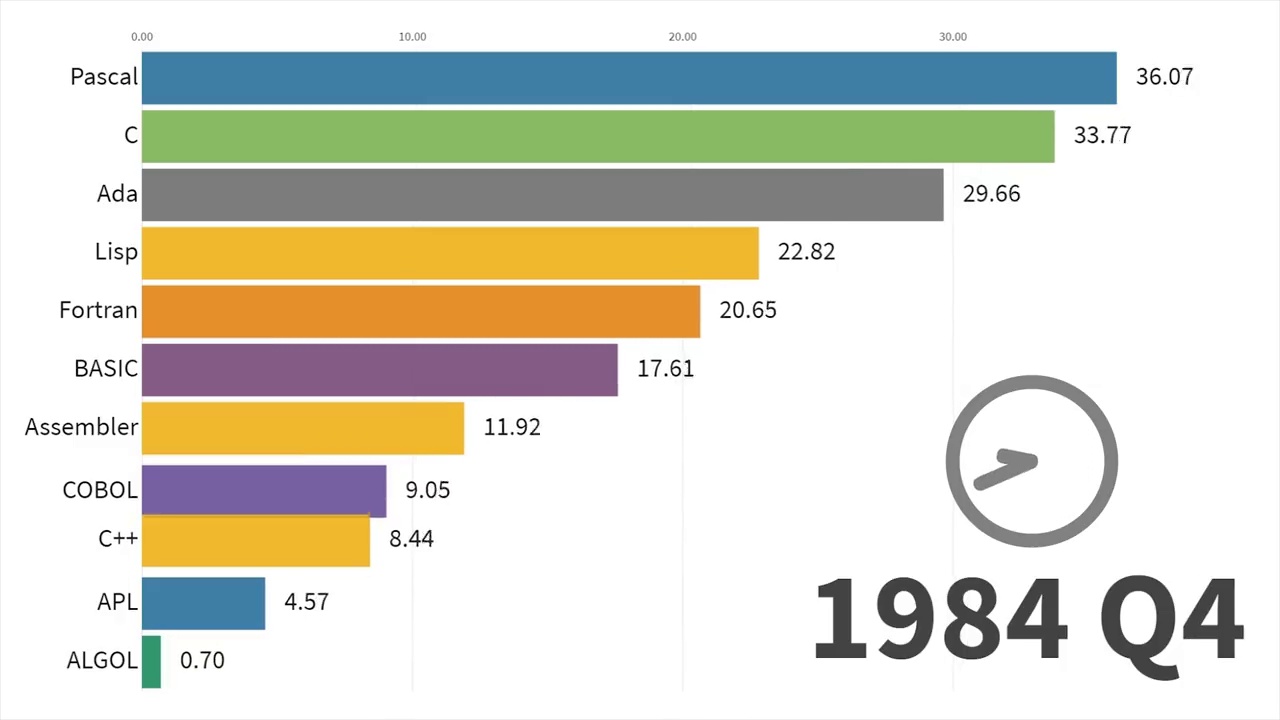 0.00 10.00 20.00 30.00
Pascal 36.07
C 33.77
Ada 29.66
Lisp 22.82
Fortran 20.65
BASIC 17.61
Assembler 11.92
COBOL 9.05
C++ 8.44
APL 4.57
ALGOL 0.70
1984 Q4